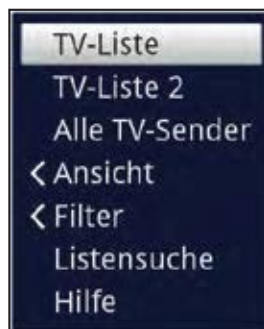 TV-Liste
TV-Liste 2
Alle TV-Sender
< Ansicht
< Filter
Listensuche
Hilfe